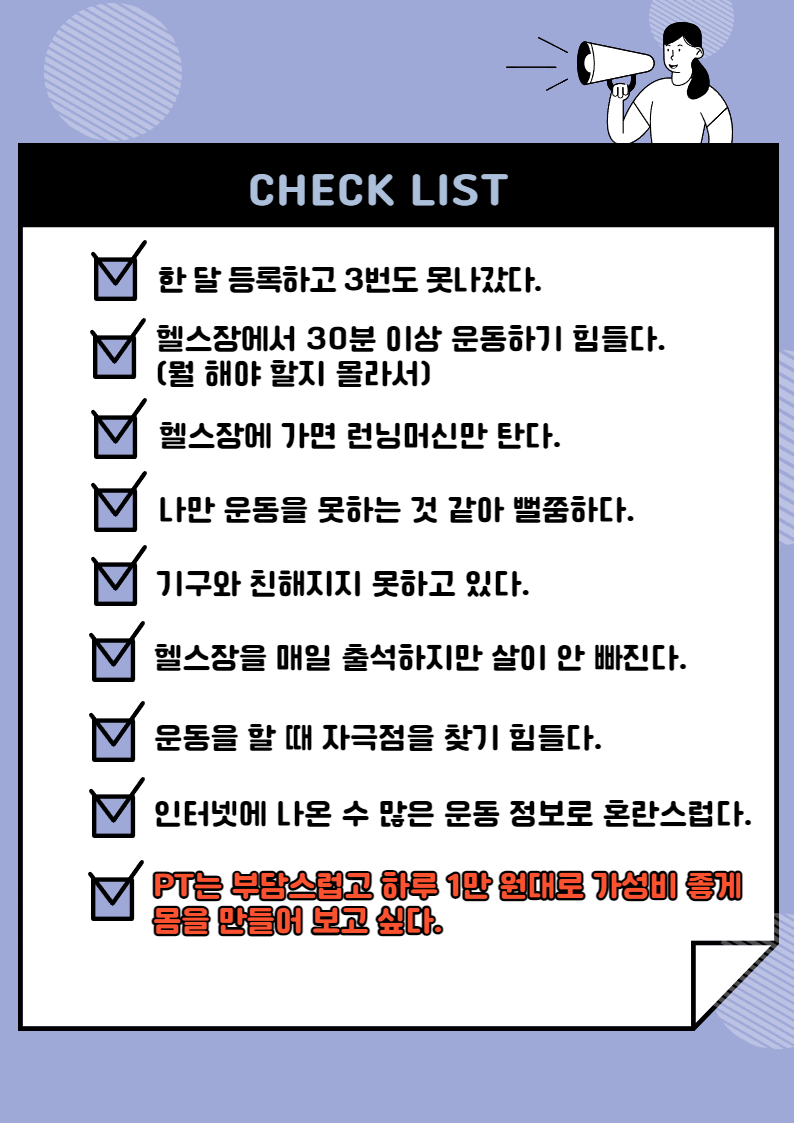 CHECK LIST
한 달 등록하고 3번도 못나갔다.
헬스장에서 30분 이상 운동하기 힘들다.
(뭘 해야 할지 몰라서)
헬스장에 가면 런닝머신만 탄다.
나만 운동을 못하는 것 같아 뻘쭘하다.
기구와 친해지지 못하고 있다.
헬스장을 매일 출석하지만 살이 안 빠진다.
운동을 할 때 자극점을 찾기 힘들다.
인터넷에 나온 수 많은 운동 정보로 혼란스럽다.
PT는 부담스럽고 하루 1만 원대로 가성비 좋게
몸을 만들어 보고 싶다.